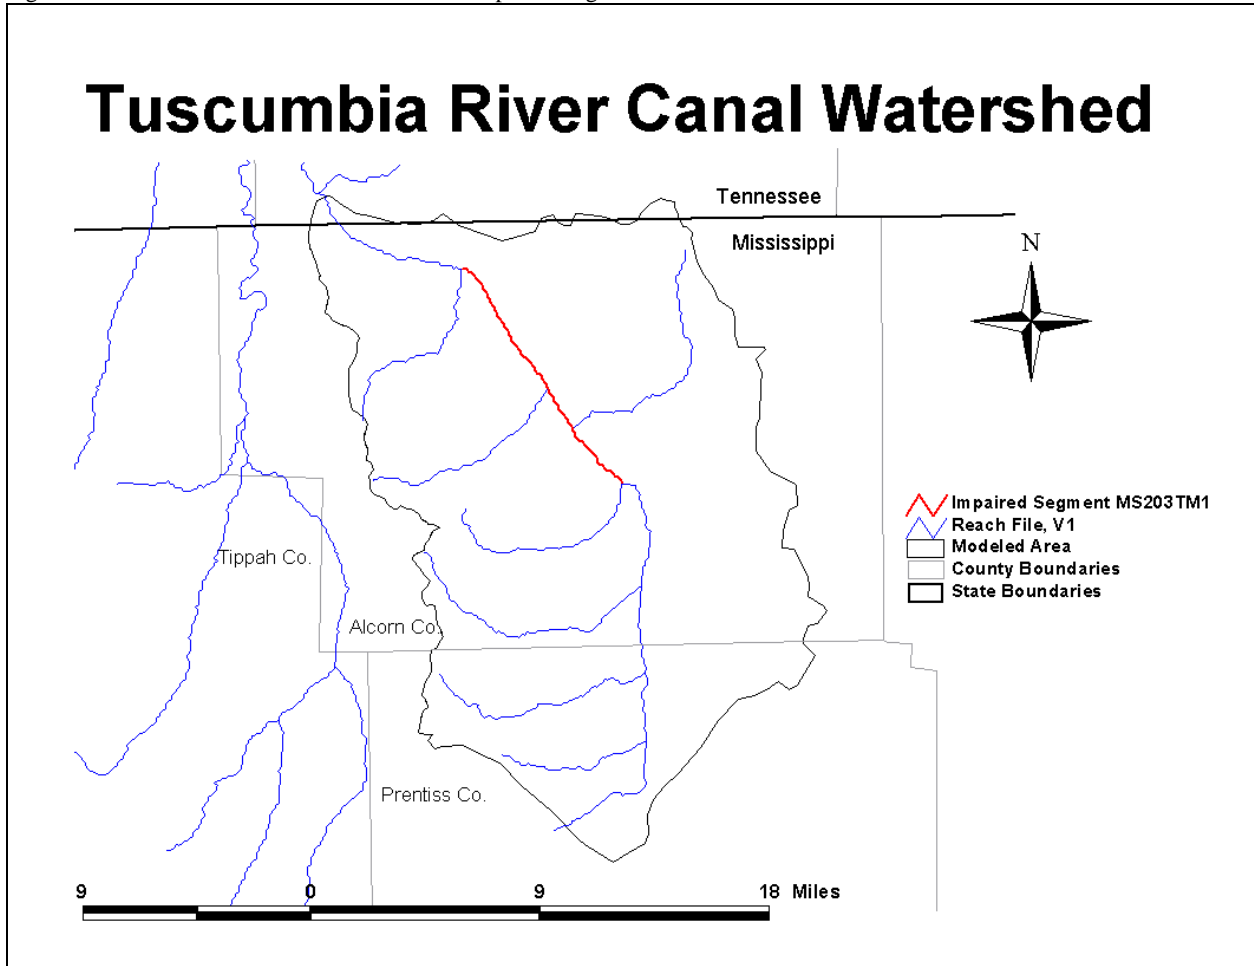 Tuscumbia River Canal Watershed
Tennessee
Mississippi
N
Impaired Segment MS203TM1
Reach File, V1
Modeled Area
County Boundaries
State Boundaries
Tippah Co.
Alcorn Co.
Prentiss Co.
9 0 9 18 Miles